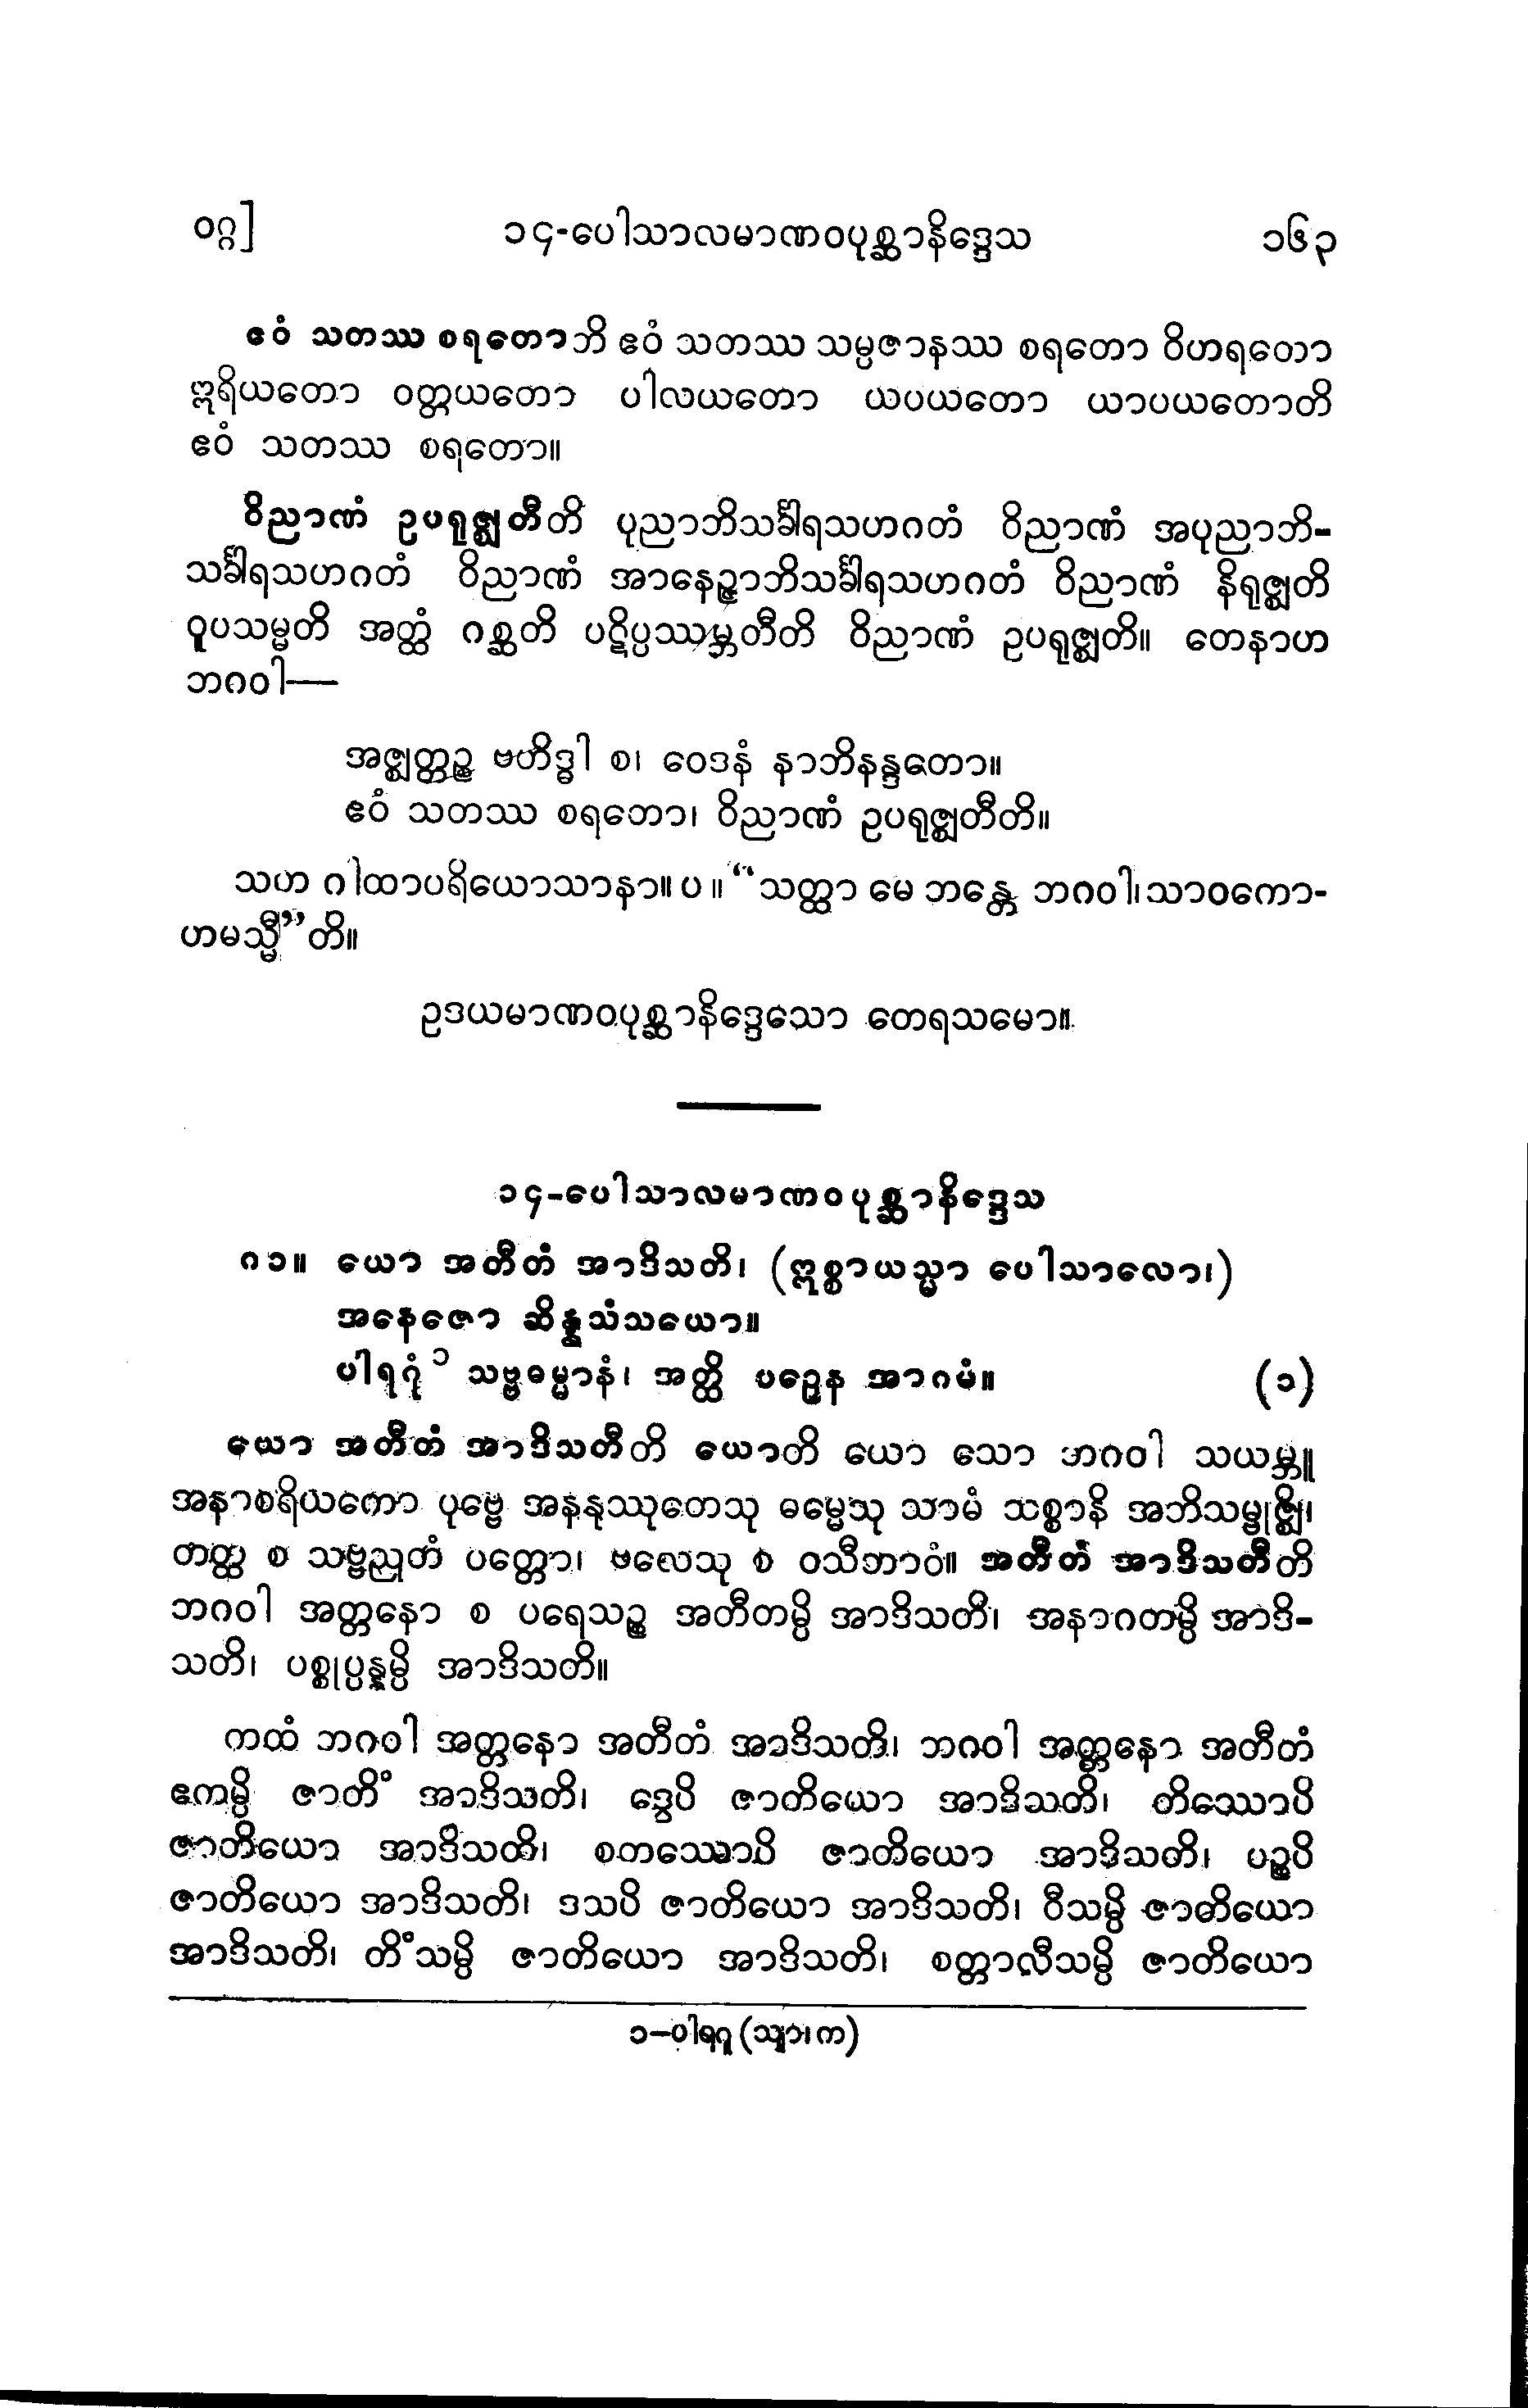 ဝဂ္ဂ] ၁၄-ပေါသာလမာဏဝပုစ္ဆာနိဒ္ဒေသ ၁၆၃
ဧဝံ သတဿ စရတောဘိ ဧဝံ သတဿ သမ္ပဇာနဿ စရတော ဝိဟရတော
ဣရိယတော ဝတ္တယတော ပါလယတော ယပယတော ယာပယတောတိ
ဧဝံ သတဿ စရတော။
ဝိညာဏံ ဥပရုဇ္ဈတီတိ ပုညာဘိသင်္ခါရသဟဂတံ ဝိညာဏံ အပုညာဘိ-
သင်္ခါရသဟဂတံ ဝိညာဏံ အာနေဉ္ဇာဘိသင်္ခါရသဟဂတံ ဝိညာဏံ နိရုဇ္ဈတိ
ဝူပသမ္မတိ အတ္ထံ ဂစ္ဆတိ ပဋိပ္ပဿမ္ဘတီတိ ဝိညာဏံ ဥပရုဇ္ဈတိ။ တေနာဟ
ဘဂဝါ—
အဇ္ဈတ္တဉ္စ ဗဟိဒ္ဓါ စ၊ ဝေဒနံ နာဘိနန္ဒတော။
ဧဝံ သတဿ စရတော၊ ဝိညာဏံ ဥပရုဇ္ဈတီတိ။
သဟ ဂါထာပရိယောသာနာ။ ပ ။ “သတ္ထာ မေ ဘန္တေ ဘဂဝါ၊ သာဝကော-
ဟမသ္မီ”တိ။
ဥဒယမာဏဝပုစ္ဆာနိဒ္ဒေသော တေရသမော။
၁၄-ပေါသာလမာဏဝပုစ္ဆာနိဒ္ဒေသ
ဂ၁။ ယော အတီတံ အာဒိသတိ၊ (ဣစ္စာယသ္မာ ပေါသာလော၊)
အနေဇော ဆိန္နသံသယော။
ပါရဂုံ ၁ သဗ္ဗဓမ္မာနံ၊ အတ္ထိ ပဉှေန အာဂမံ။ (၁)
ယော အတီတံ အာဒိသတီတိ ယောတိ ယော သော ဘဂဝါ သယမ္ဘူ
အနာစရိယကော ပုဗ္ဗေ အနနုဿုတေသု ဓမ္မေသု သာမံ သစ္စာနိ အဘိသမ္ဗုဇ္ဈိ၊
တတ္ထ စ သဗ္ဗညုတံ ပတ္တော၊ ဗလေသု စ ဝသီဘာဝံ။ အတီတံ အာဒိသတီတိ
ဘဂဝါ အတ္တနော စ ပရေသဉ္စ အတီတမ္ပိ အာဒိသတိ၊ အနာဂတမ္ပိ အာဒိ-
သတိ၊ ပစ္စုပ္ပန္နမ္ပိ အာဒိသတိ။
ကထံ ဘဂဝါ အတ္တနော အတီတံ အာဒိသတိ၊ ဘဂဝါ အတ္တနော အတီတံ
ဧကမ္ပိ ဇာတိံ အာဒိသတိ၊ ဒွေပိ ဇာတိယော အာဒိသတိ၊ တိဿောပိ
ဇာတိယော အာဒိသတိ၊ စတဿောပိ ဇာတိယော အာဒိသတိ၊ ပဉ္စပိ
ဇာတိယော အာဒိသတိ၊ ဒသပိ ဇာတိယော အာဒိသတိ၊ ဝီသမ္ပိ ဇာတိယော
အာဒိသတိ၊ တိံသမ္ပိ ဇာတိယော အာဒိသတိ၊ စတ္တာလီသမ္ပိ ဇာတိယော
၁-ပါရဂူ (သျာ၊ က)